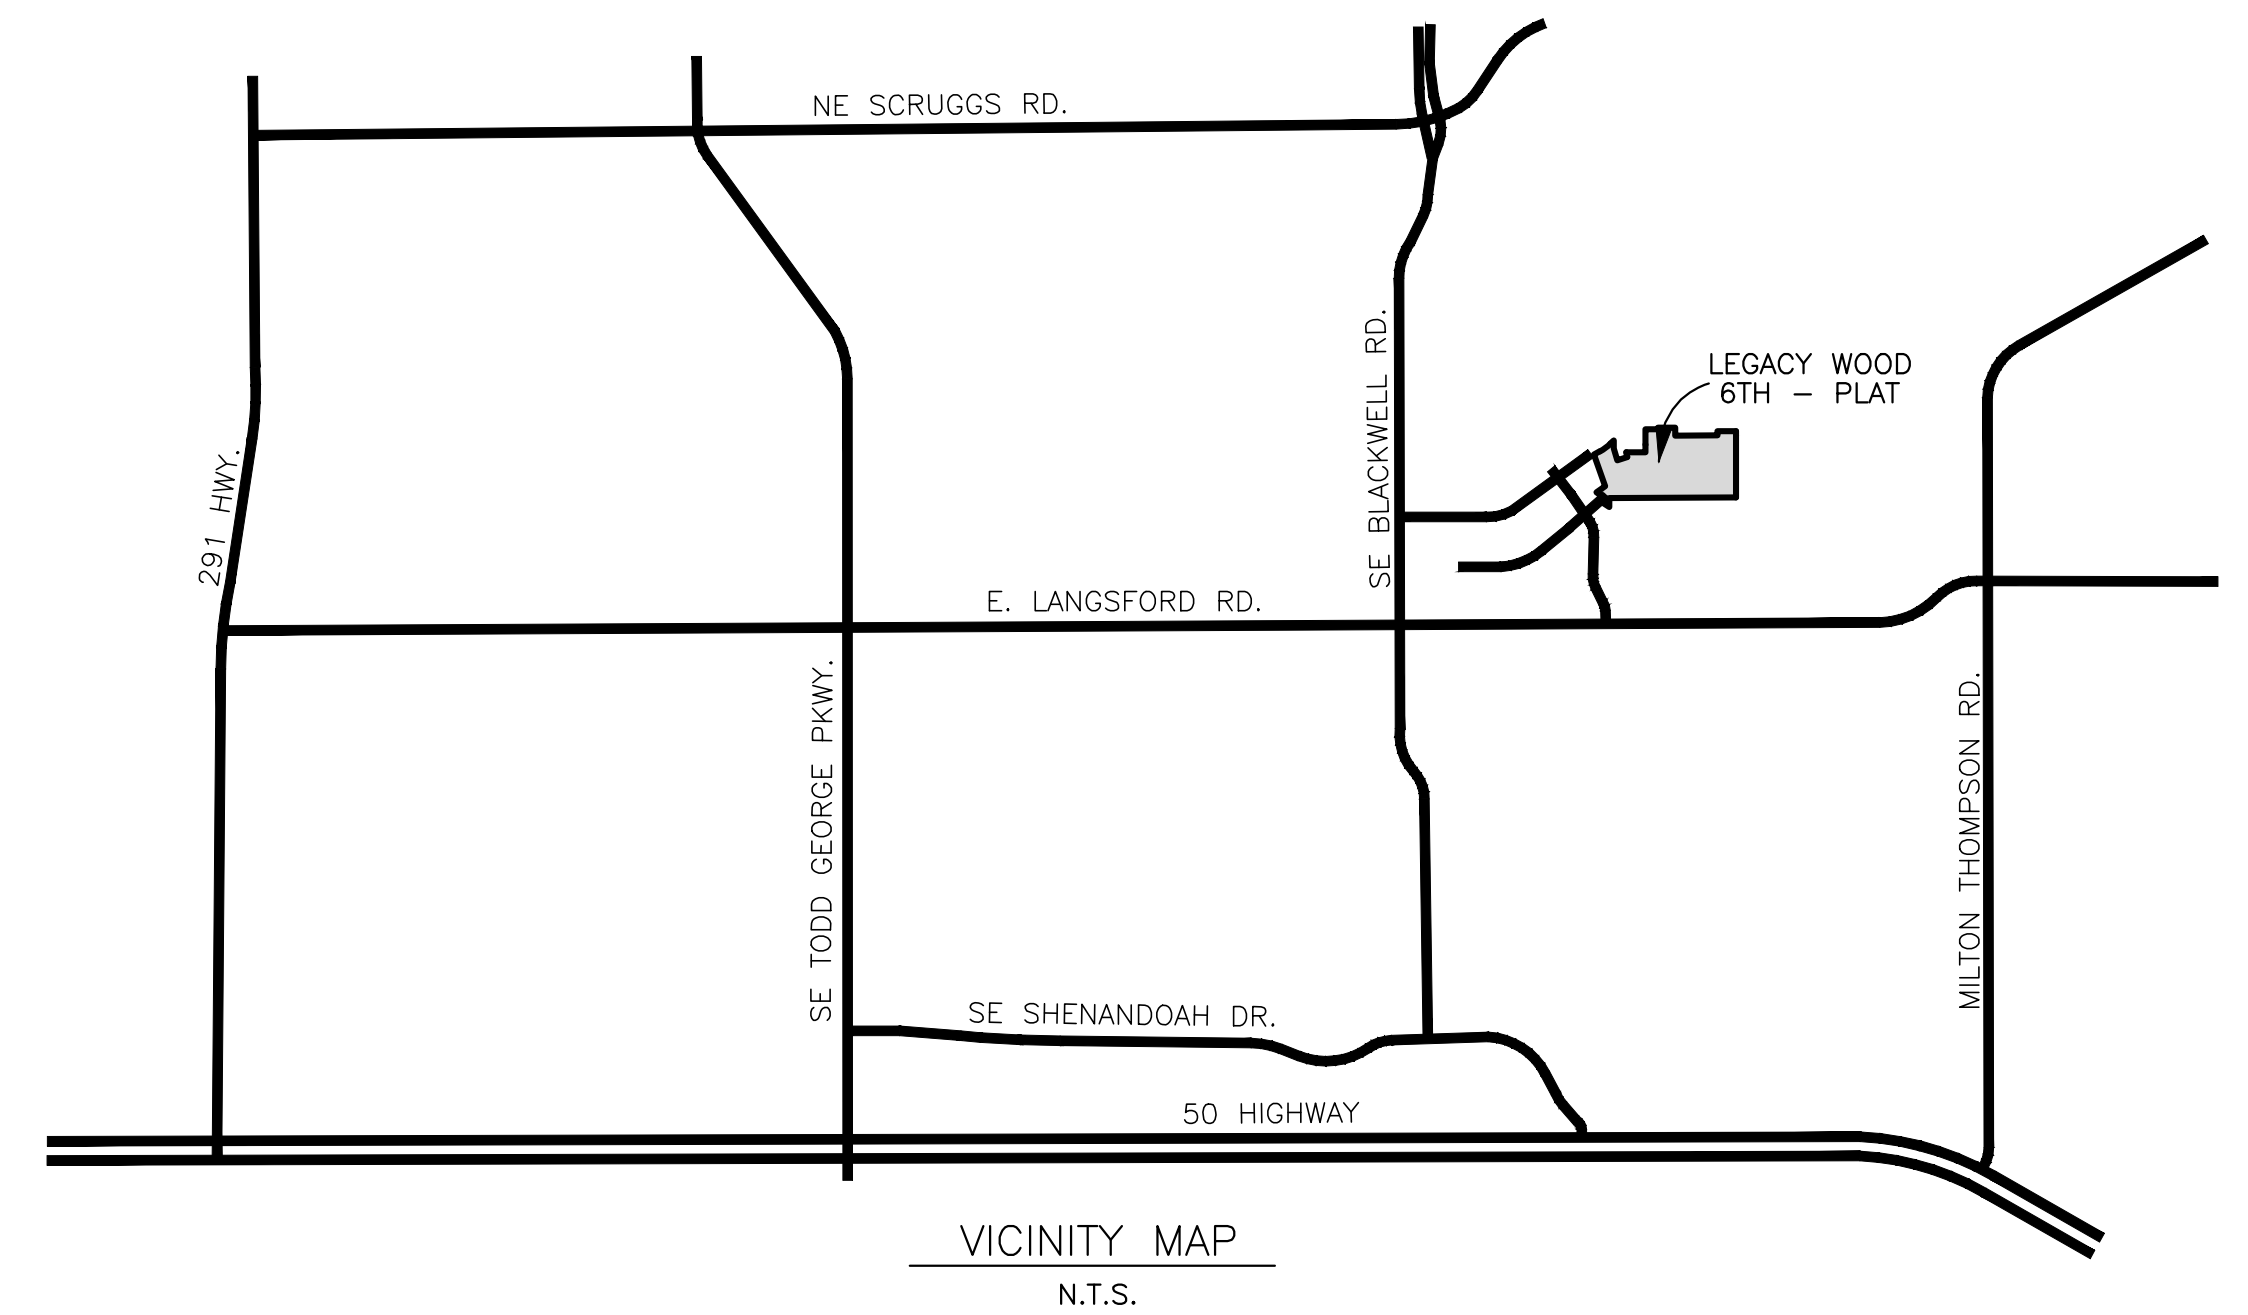 NE SCRUGGS RD.
SE BLACKWELL RD.
LEGACY WOOD
6TH - PLAT
291 HWY.
E. LANGSFORD RD.
SE TODD GEORGE PKWY.
MILTON THOMPSON RD.
SE SHENANDOAH DR.
50 HIGHWAY
VICINITY MAP
N.T.S.